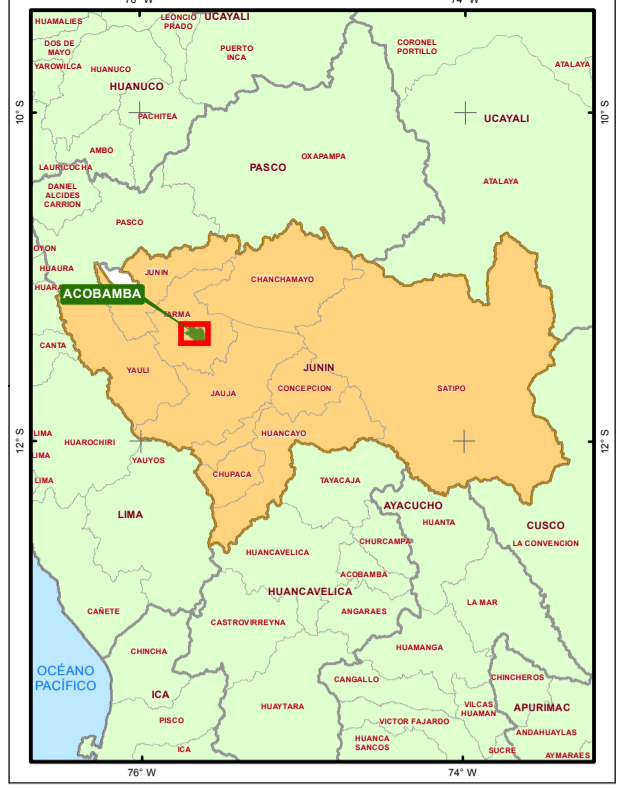 76° W
74° W
HUAMALIES
LEONCIO
PRADO
UCAYALI
DOS DE
MAYO
PUERTO
INCA
CORONEL
PORTILLO
YAROWILCA
HUANUCO
ATALAYA
HUANUCO
10° S
PACHITEA
UCAYALI
10° S
AMBO
OXAPAMPA
LAURICOCHA
PASCO
ATALAYA
DANIEL
ALCIDES
CARRION
PASCO
OYON
HUAURA
JUNIN
CHANCHAMAYO
HUARA
ACOBAMBA
TARMA
CANTA
YAULI
JUNIN
JAUJA
CONCEPCION
SATIPO
LIMA
HUAROCHIRI
HUANCAYO
12° S
12° S
LIMA
YAUYOS
LIMA
CHUPACA
TAYACAJA
LIMA
AYACUCHO
HUANTA
CUSCO
LA CONVENCION
CHURCAMPA
HUANCAVELICA
ACOBAMBA
HUANCAVELICA
LA MAR
CAÑETE
ANGARAES
CASTROVIRREYNA
CHINCHA
HUAMANGA
OCÉANO
PACÍFICO
CANGALLO
CHINCHEROS
ICA
HUAYTARA
VILCAS
HUAMAN
APURIMAC
PISCO
VICTOR FAJARDO
ANDAHUAYLAS
ICA
HUANCA
SANCOS
SUCRE
AYMARAES
76° W
74° W